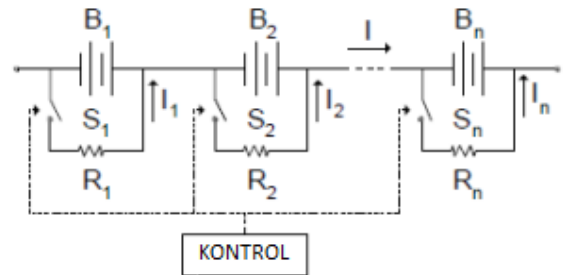 B1 B2 I Bn
S1 I1 S2 I2 Sn In
R1 R2 Rn
KONTROL